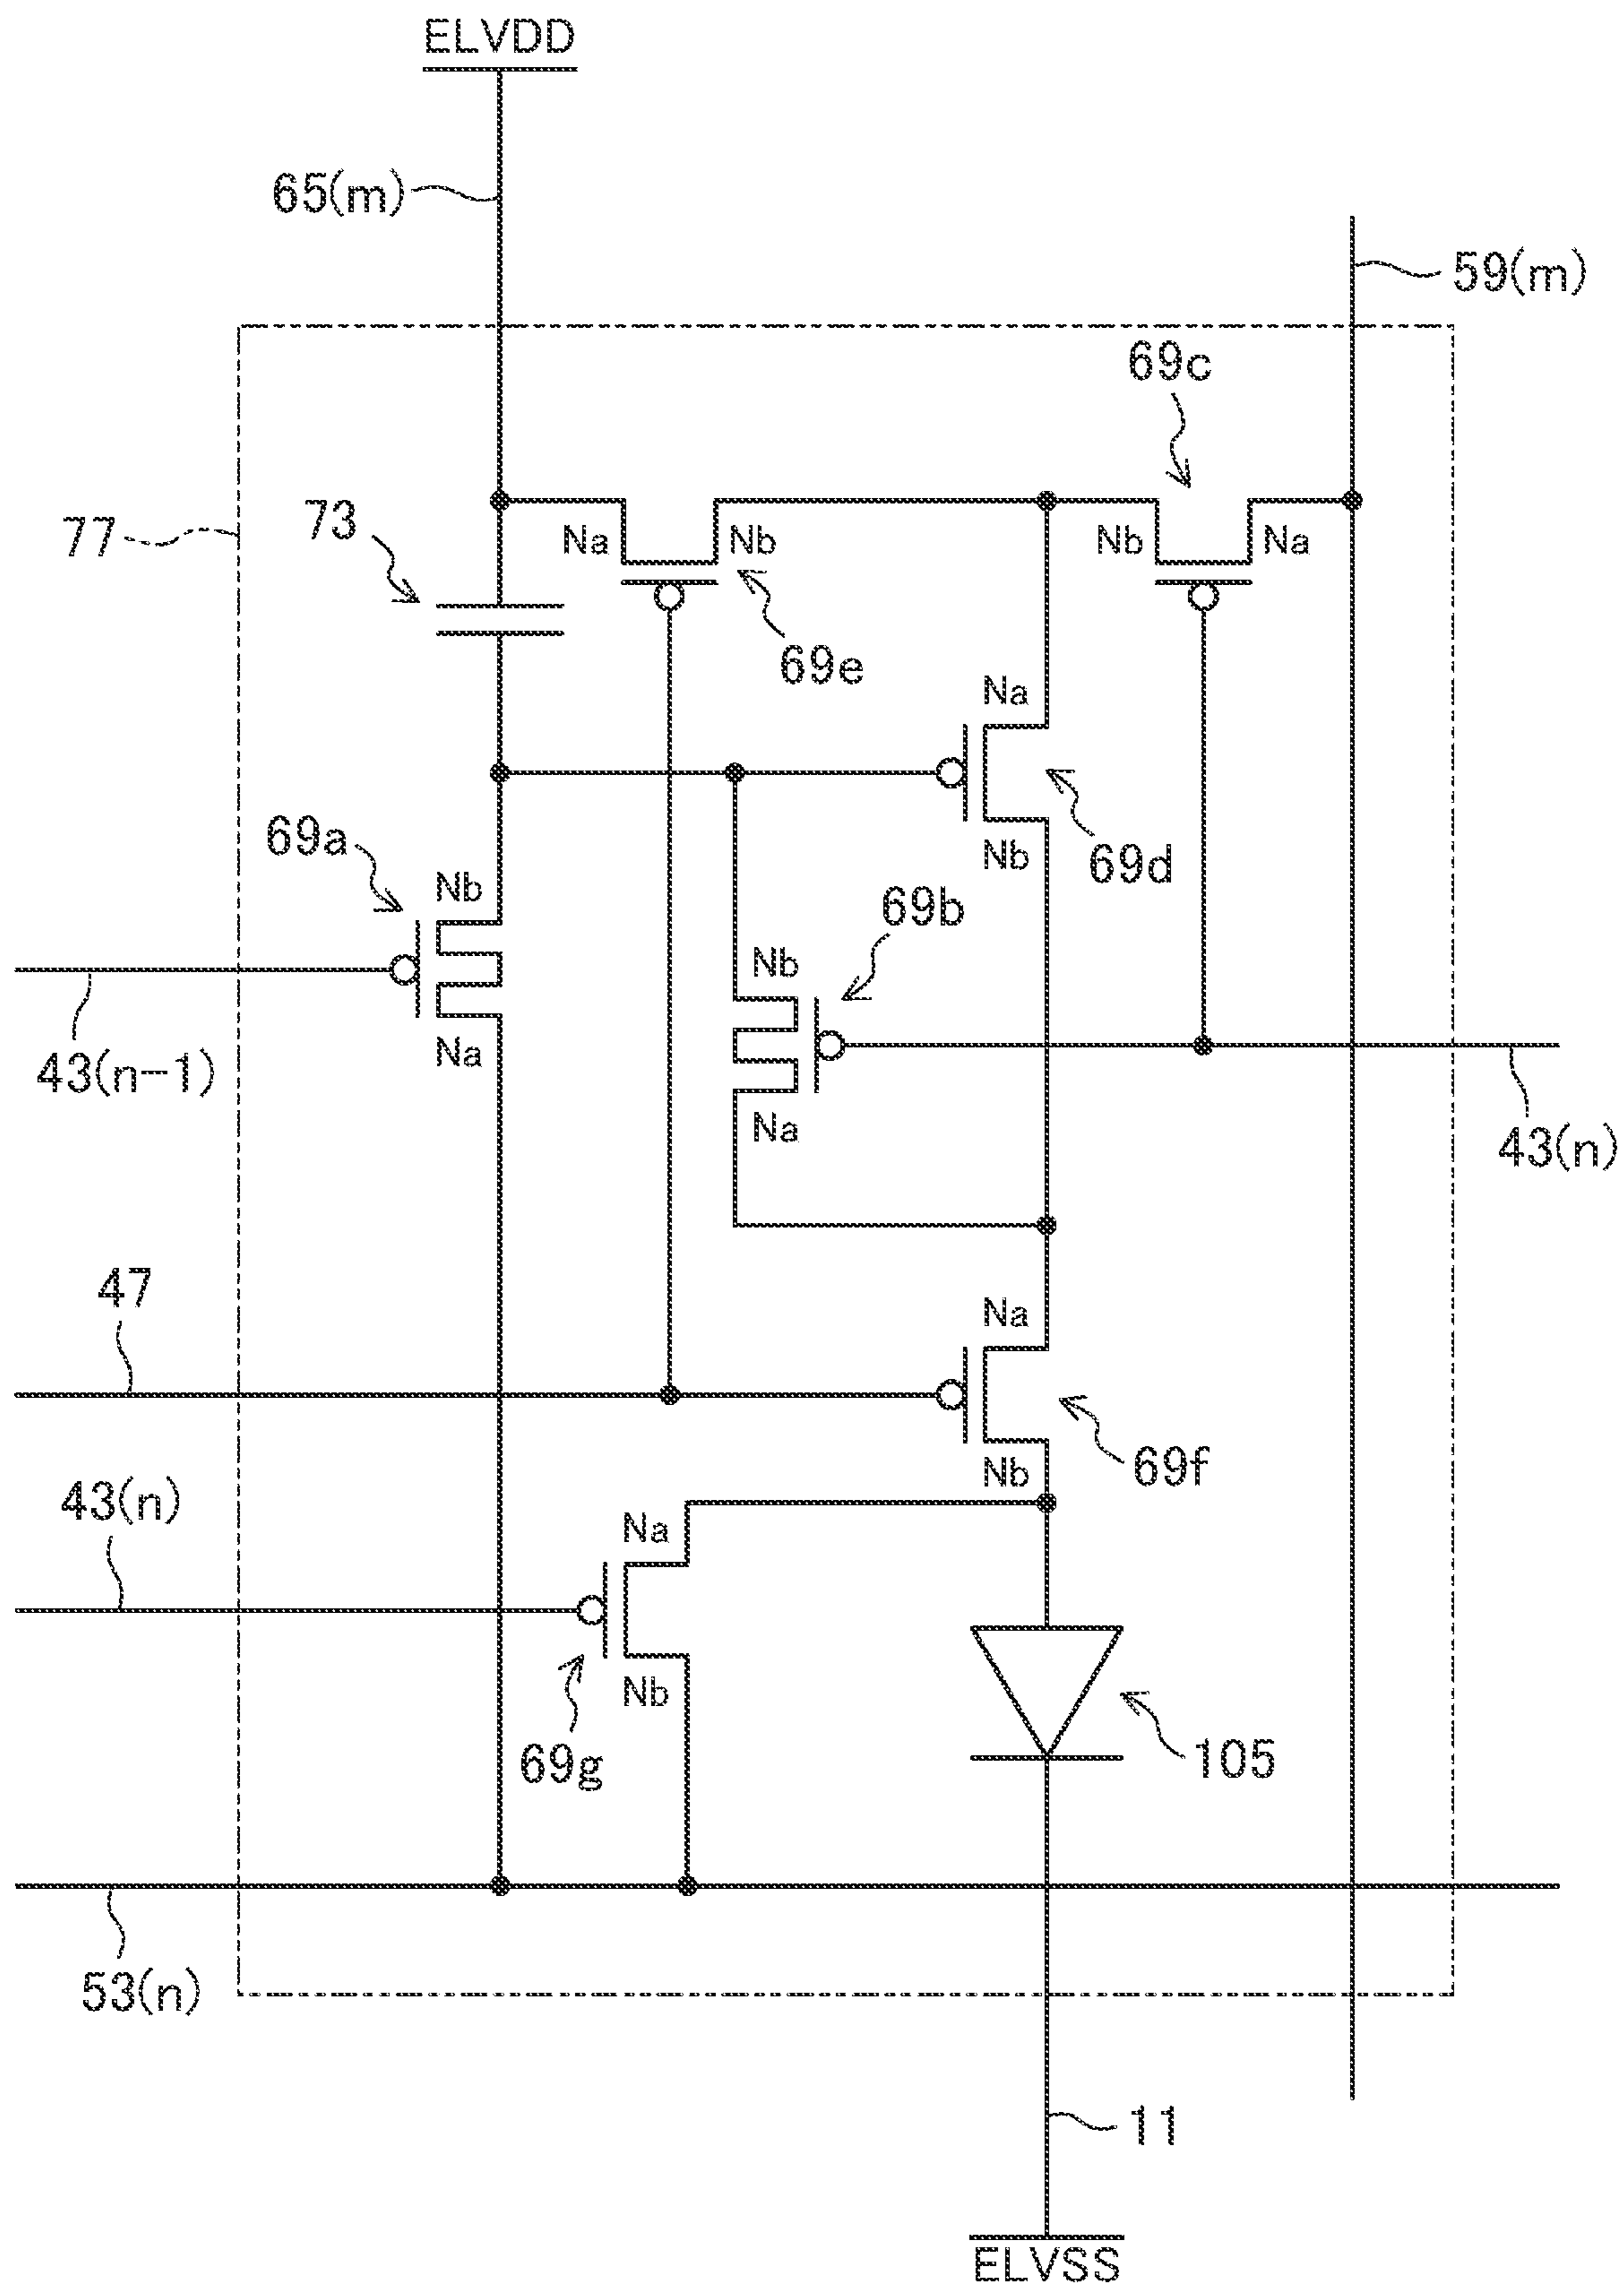 ELVDD
65(m)
59(m)
69c
73
77
Na
Nb
Nb
Na
69e
Na
69a
Nb
69d
Nb
69b
Nb
43(n-1)
Na
Na
43(n)
47
Na
69f
43(n)
Nb
Na
Nb
69g
105
53(n)
11
ELVSS